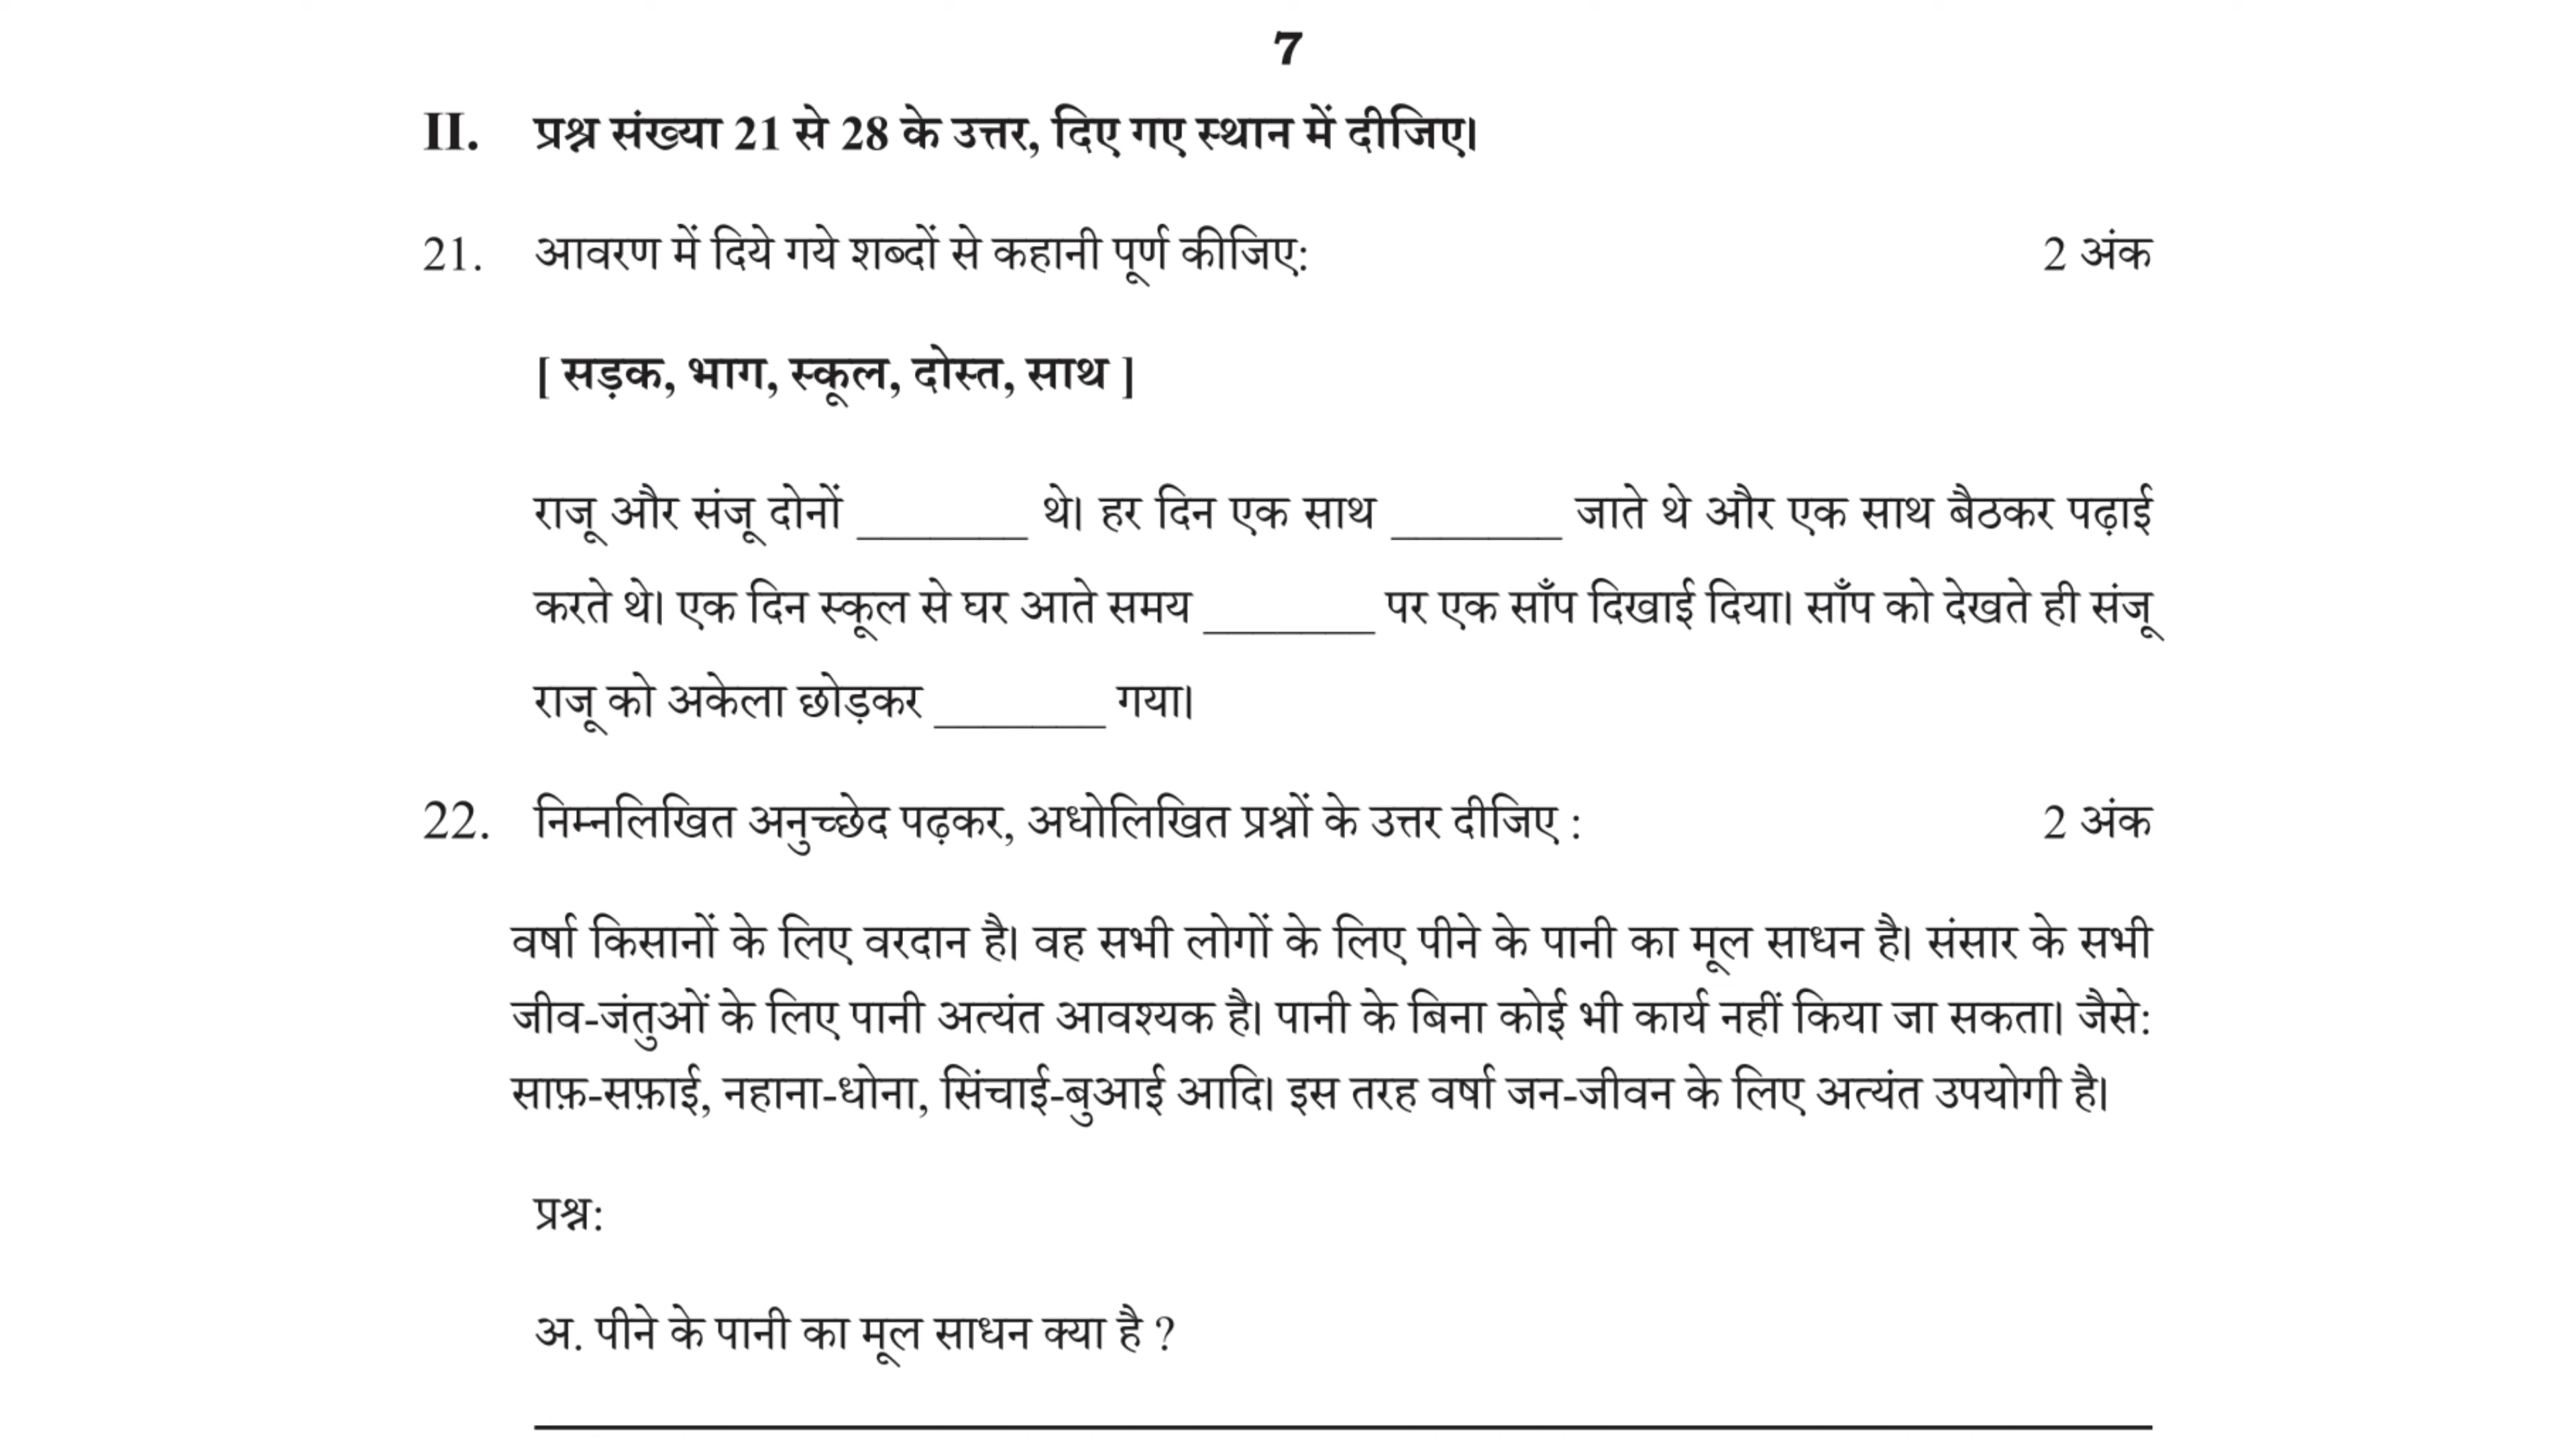 7
II. प्रश्न संख्या 21 से 28 के उत्तर, दिए गए स्थान में दीजिए।
21. आवरण में दिये गये शब्दों से कहानी पूर्ण कीजिए: 2 अंक
[ सड़क, भाग, स्कूल, दोस्त, साथ ]
राजू और संजू दोनों _______ थे। हर दिन एक साथ _______ जाते थे और एक साथ बैठकर पढ़ाई
करते थे। एक दिन स्कूल से घर आते समय _______ पर एक साँप दिखाई दिया। साँप को देखते ही संजू
राजू को अकेला छोड़कर _______ गया।
22. निम्नलिखित अनुच्छेद पढ़कर, अधोलिखित प्रश्नों के उत्तर दीजिए : 2 अंक
वर्षा किसानों के लिए वरदान है। वह सभी लोगों के लिए पीने के पानी का मूल साधन है। संसार के सभी
जीव-जंतुओं के लिए पानी अत्यंत आवश्यक है। पानी के बिना कोई भी कार्य नहीं किया जा सकता। जैसे:
साफ़-सफ़ाई, नहाना-धोना, सिंचाई-बुआई आदि। इस तरह वर्षा जन-जीवन के लिए अत्यंत उपयोगी है।
प्रश्न:
अ. पीने के पानी का मूल साधन क्या है ?